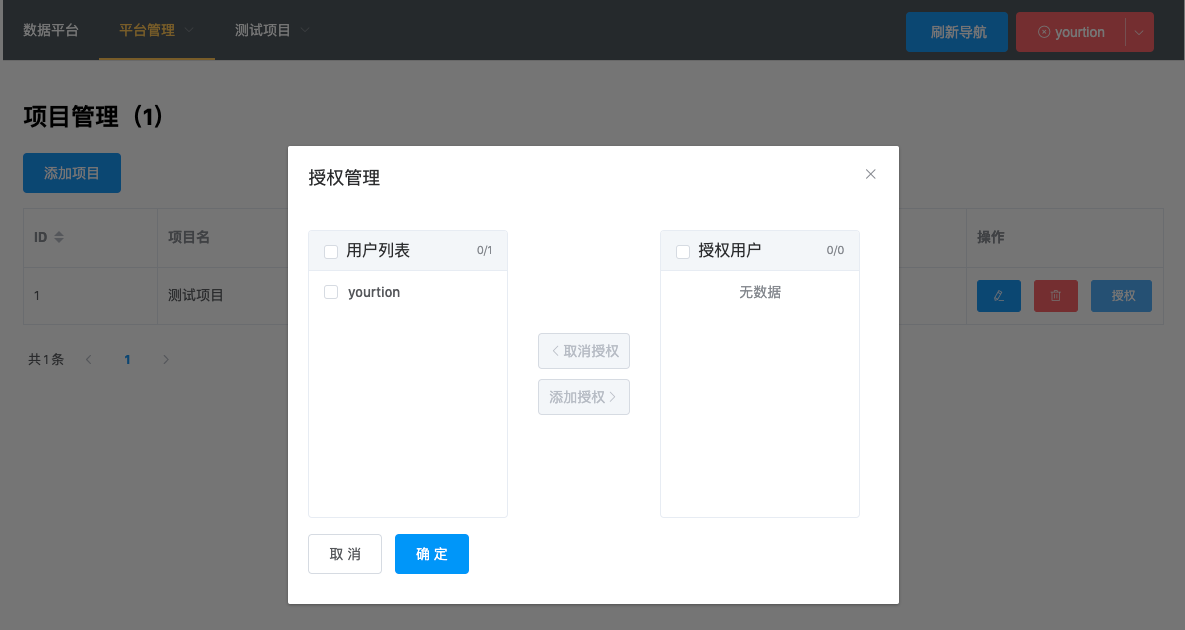 数据平台 平台管理 测试项目 刷新导航 yourtion
项目管理（1）
添加项目
授权管理
ID 项目名 操作
用户列表 0/1 授权用户 0/0
1 测试项目 授权
yourtion 无数据
取消授权
共 1 条 1
添加授权
取 消 确 定